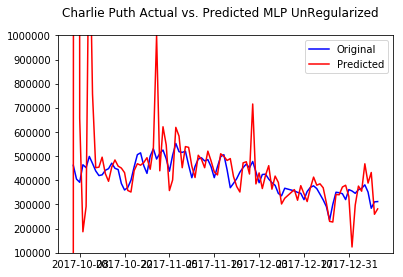 Charlie Puth Actual vs. Predicted MLP UnRegularized
1000000
900000
800000
700000
600000
500000
400000
300000
200000
100000
Original
Predicted
2017-10-08 2017-10-22 2017-11-05 2017-11-19 2017-12-03 2017-12-17 2017-12-31